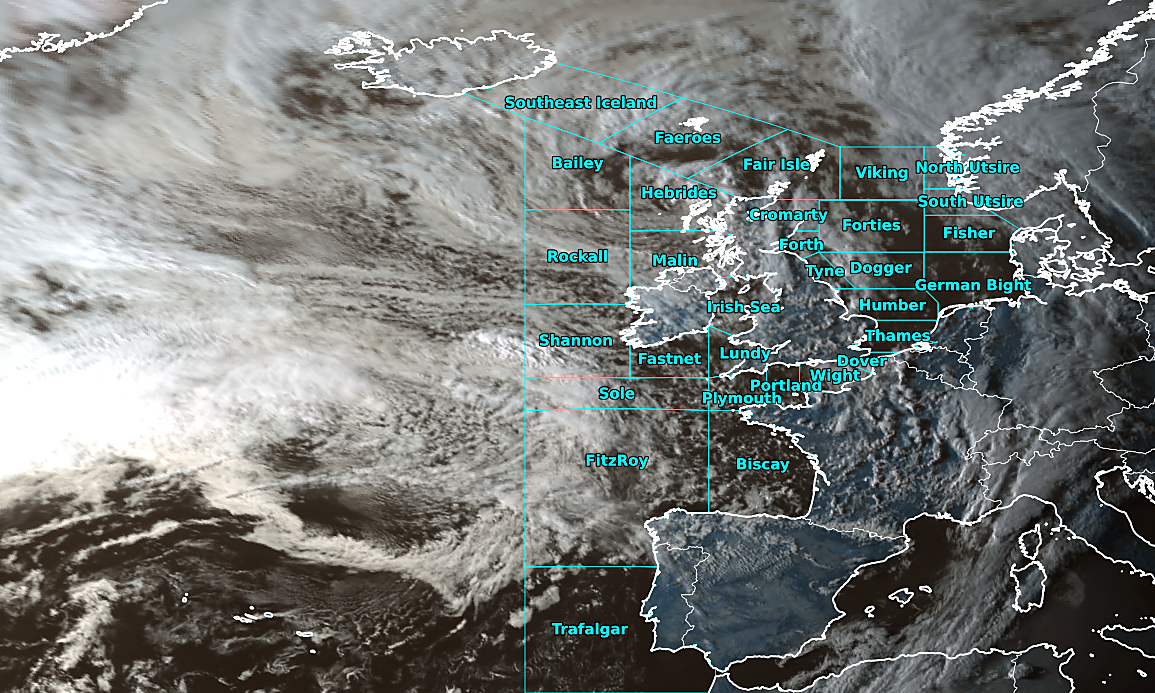 Southeast Iceland
Faeroes
Bailey
Fair Isle
Viking
North Utsire
Hebrides
South Utsire
Cromarty
Forties
Fisher
Forth
Rockall
Malin
Tyne
Dogger
German Bight
Irish Sea
Humber
Shannon
Thames
Fastnet
Lundy
Dover
Wight
Portland
Sole
Plymouth
FitzRoy
Biscay
Trafalgar